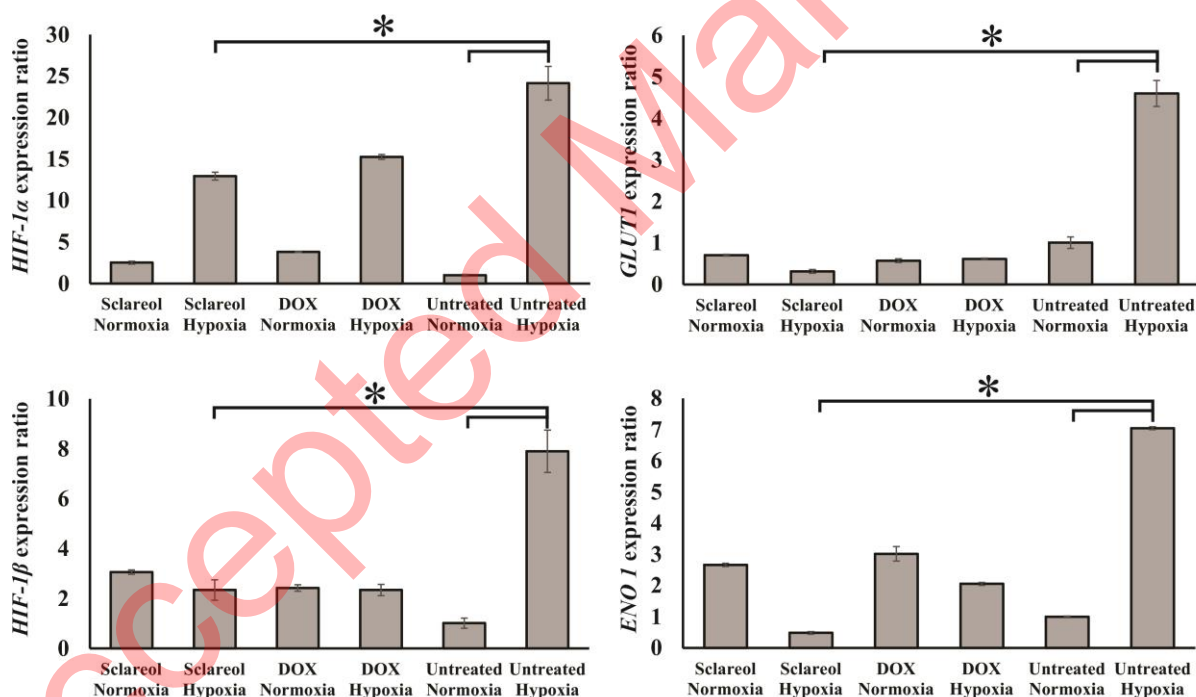 HIF-1α expression ratio
30
25
20
15
10
5
0
*
Sclareol Sclareol DOX DOX Untreated Untreated
Normoxia Hypoxia Normoxia Hypoxia Normoxia Hypoxia
GLUT1 expression ratio
6
5
4
3
2
1
0
*
Sclareol Sclareol DOX DOX Untreated Untreated
Normoxia Hypoxia Normoxia Hypoxia Normoxia Hypoxia
HIF-1β expression ratio
10
8
6
4
2
0
*
Sclareol Sclareol DOX DOX Untreated Untreated
Normoxia Hypoxia Normoxia Hypoxia Normoxia Hypoxia
ENO 1 expression ratio
8
7
6
5
4
3
2
1
0
*
Sclareol Sclareol DOX DOX Untreated Untreated
Normoxia Hypoxia Normoxia Hypoxia Normoxia Hypoxia
ccepted Ma